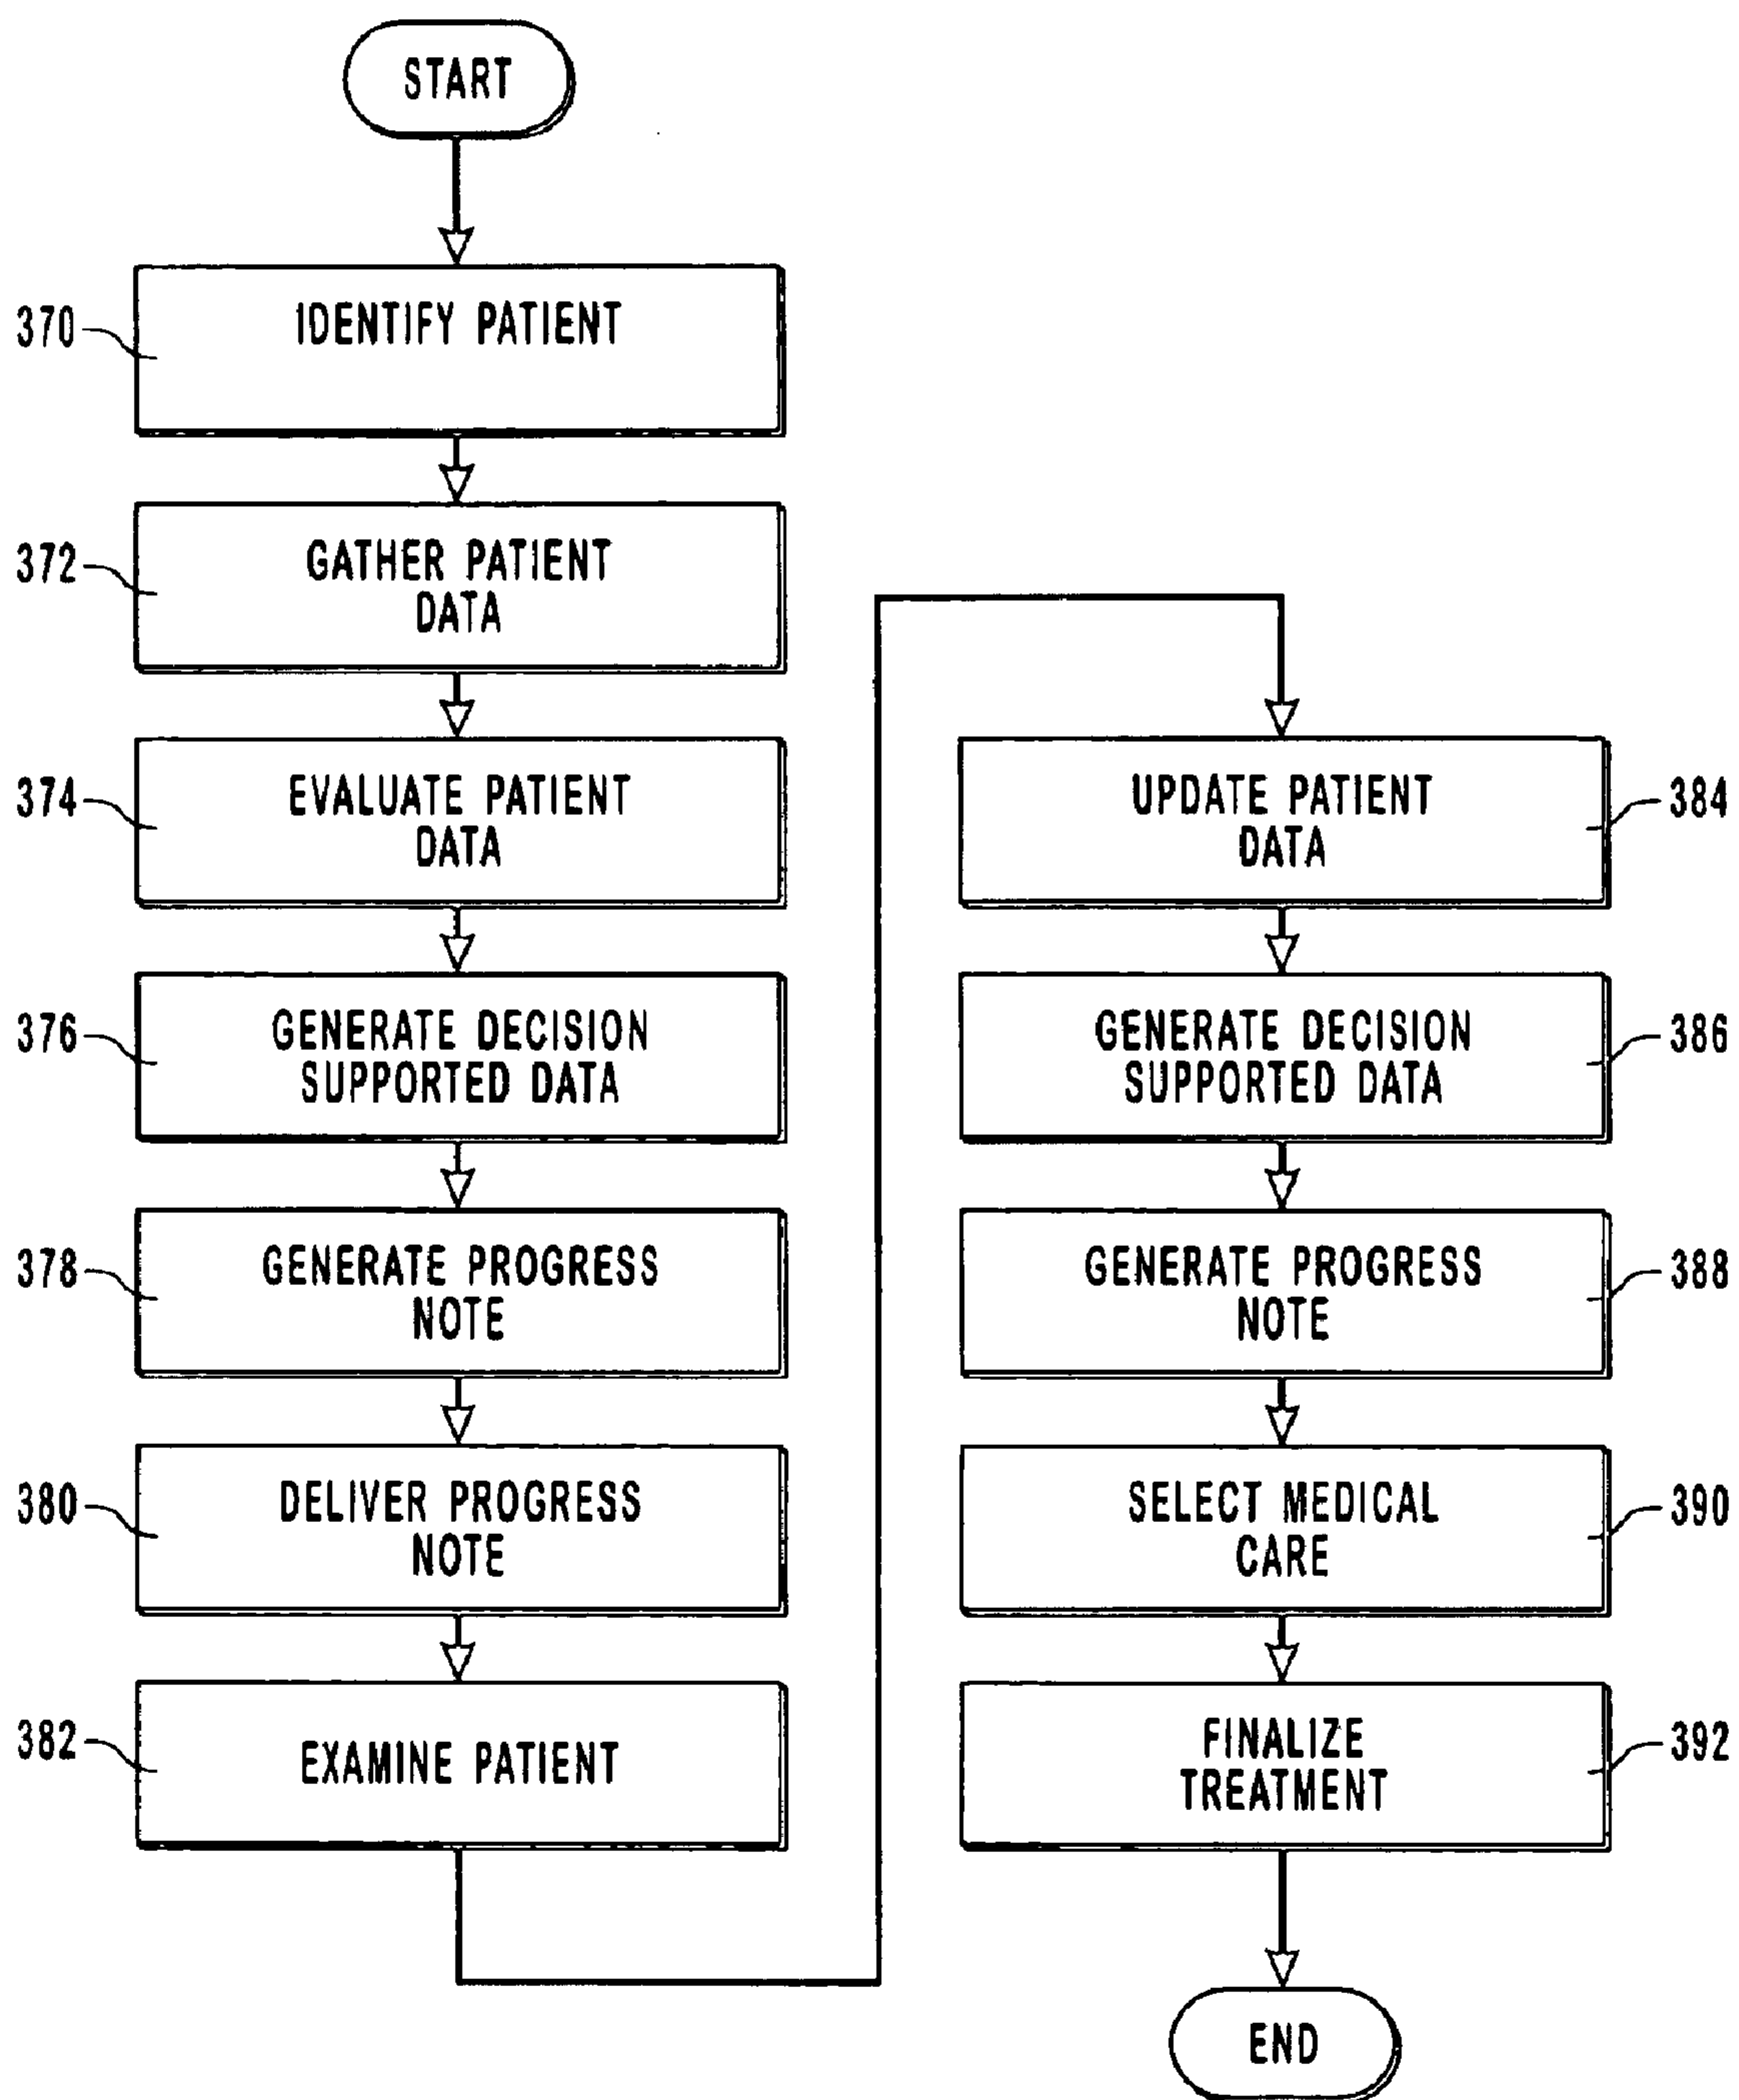 START
370
IDENTIFY PATIENT
372
GATHER PATIENT
DATA
374
EVALUATE PATIENT
DATA
376
GENERATE DECISION
SUPPORTED DATA
378
GENERATE PROGRESS
NOTE
380
DELIVER PROGRESS
NOTE
382
EXAMINE PATIENT
UPDATE PATIENT
DATA
384
GENERATE DECISION
SUPPORTED DATA
386
GENERATE PROGRESS
NOTE
388
SELECT MEDICAL
CARE
390
FINALIZE
TREATMENT
392
END